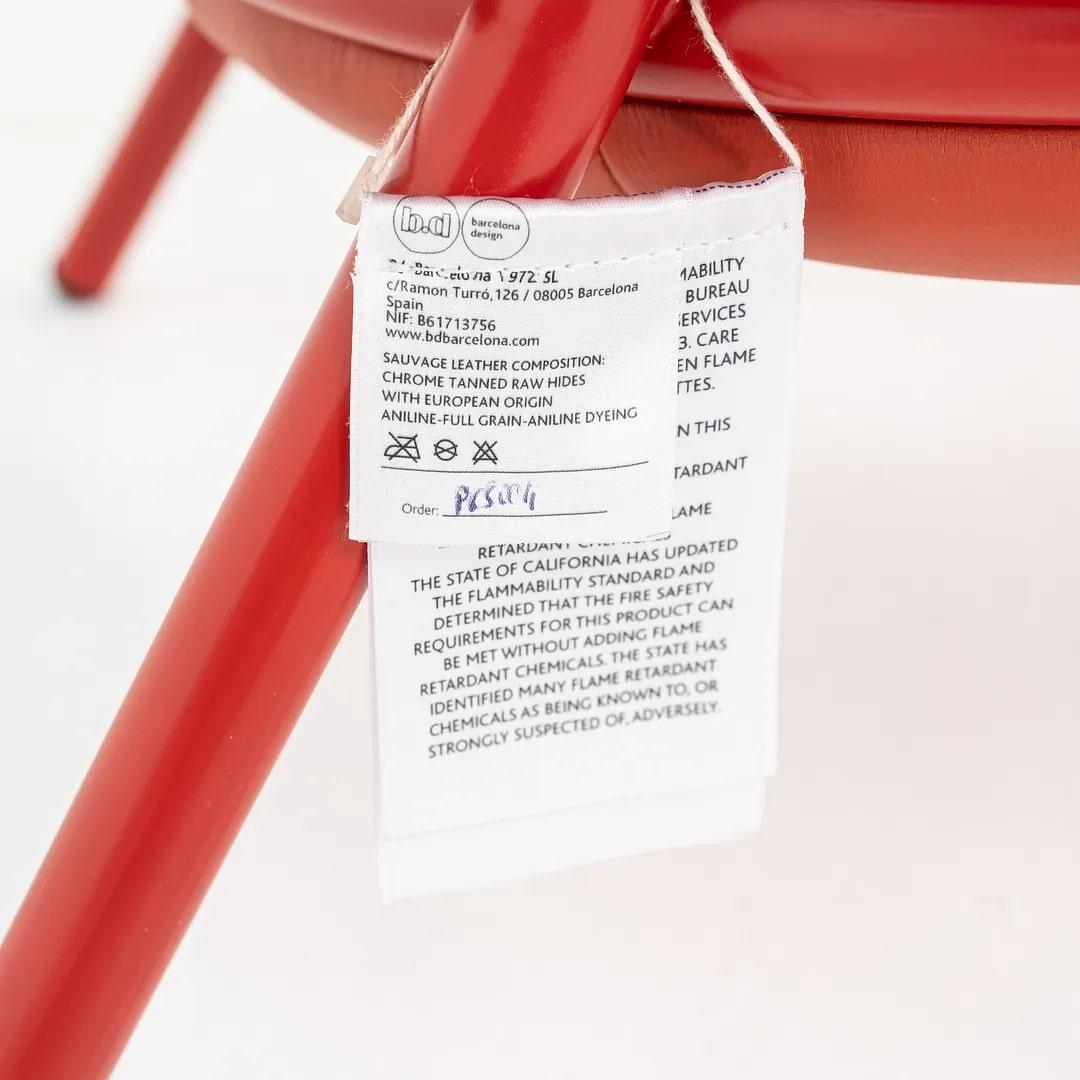 b.d barcelona
design
Bd Barcelona 1972 SL
c/Ramon Turró,126 / 08005 Barcelona
Spain
NIF: B61713756
www.bdbarcelona.com
SAUVAGE LEATHER COMPOSITION:
CHROME TANNED RAW HIDES
WITH EUROPEAN ORIGIN
ANILINE-FULL GRAIN-ANILINE DYEING
Order:
MABILITY
BUREAU
SERVICES
3. CARE
EN FLAME
TTES.
N THIS
TARDANT
LAME
RETARDANT
THE STATE OF CALIFORNIA HAS UPDATED
THE FLAMMABILITY STANDARD AND
DETERMINED THAT THE FIRE SAFETY
REQUIREMENTS FOR THIS PRODUCT CAN
BE MET WITHOUT ADDING FLAME
RETARDANT CHEMICALS. THE STATE HAS
IDENTIFIED MANY FLAME RETARDANT
CHEMICALS AS BEING KNOWN TO, OR
STRONGLY SUSPECTED OF, ADVERSELY.